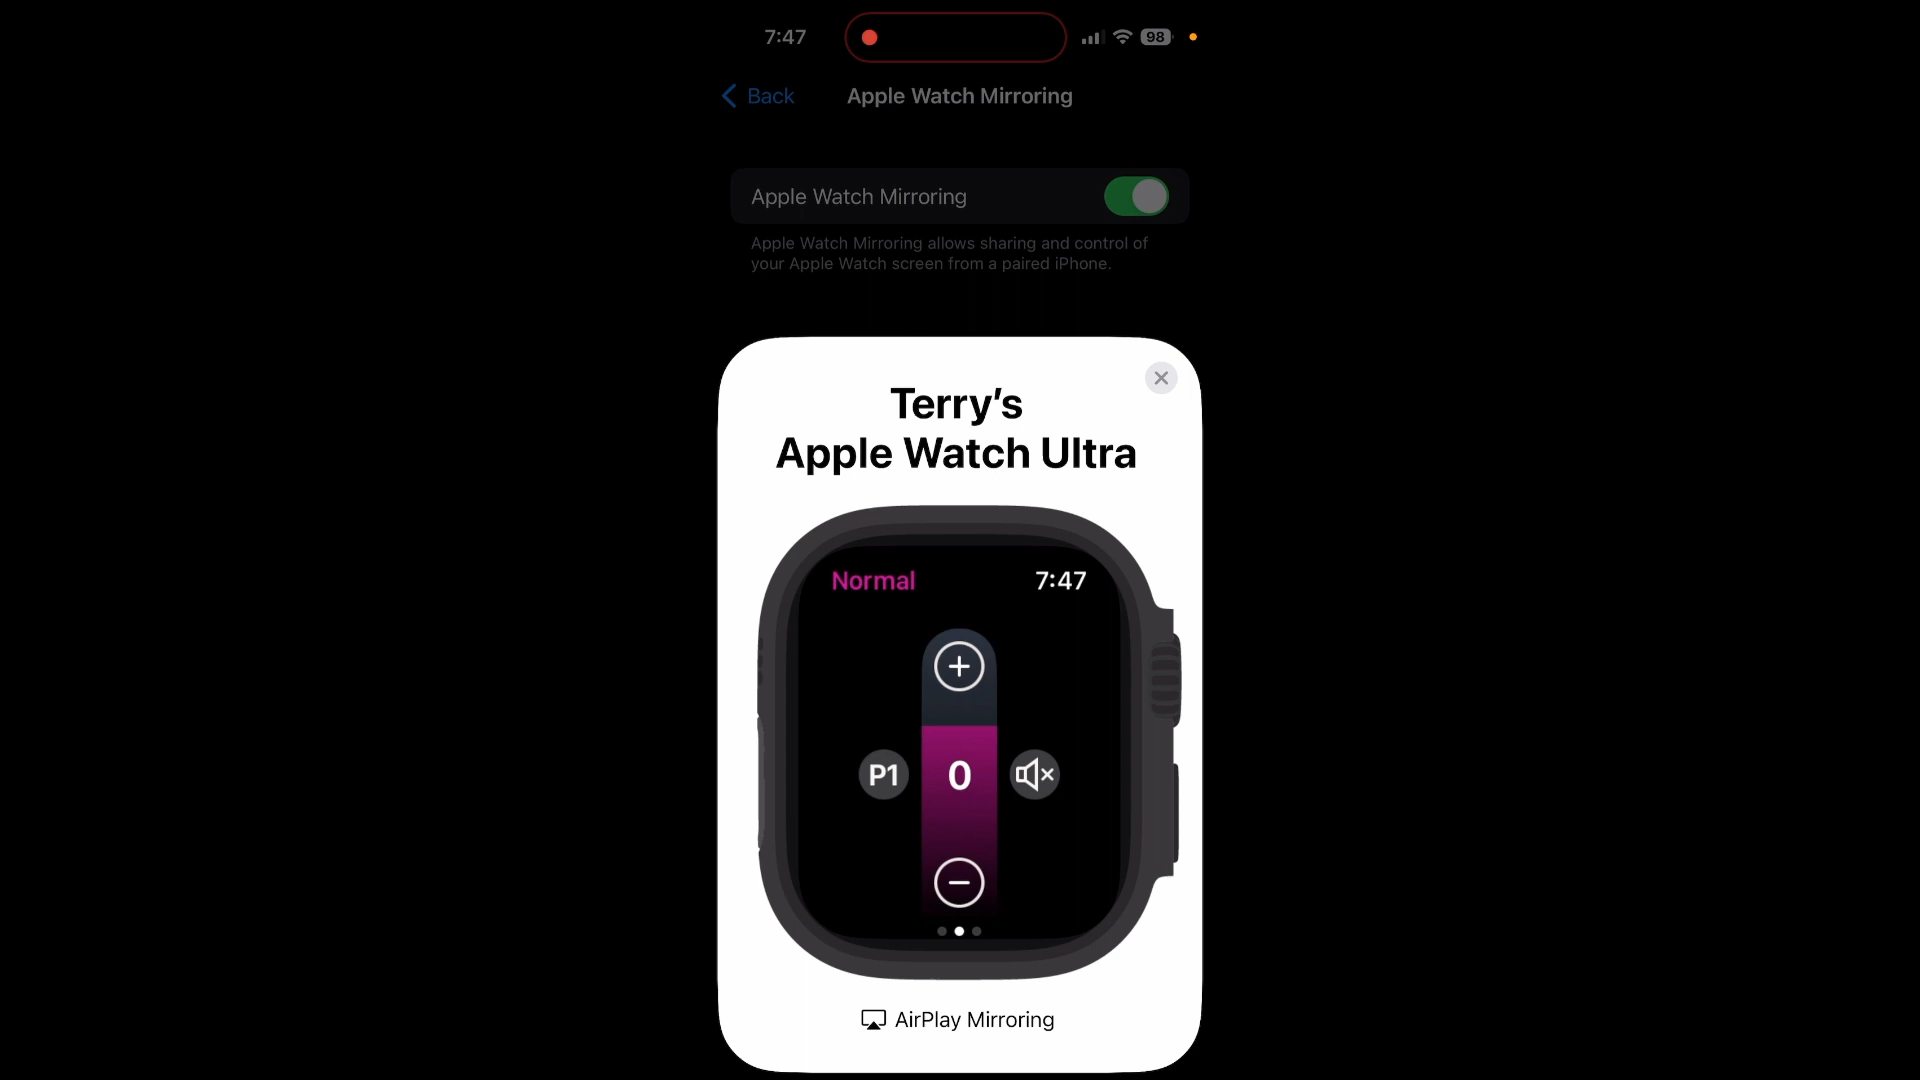 7:47
98
Back
Apple Watch Mirroring
Apple Watch Mirroring
Apple Watch Mirroring allows sharing and control of
your Apple Watch screen from a paired iPhone.
Terry’s
Apple Watch Ultra
Normal
7:47
P1
0
AirPlay Mirroring